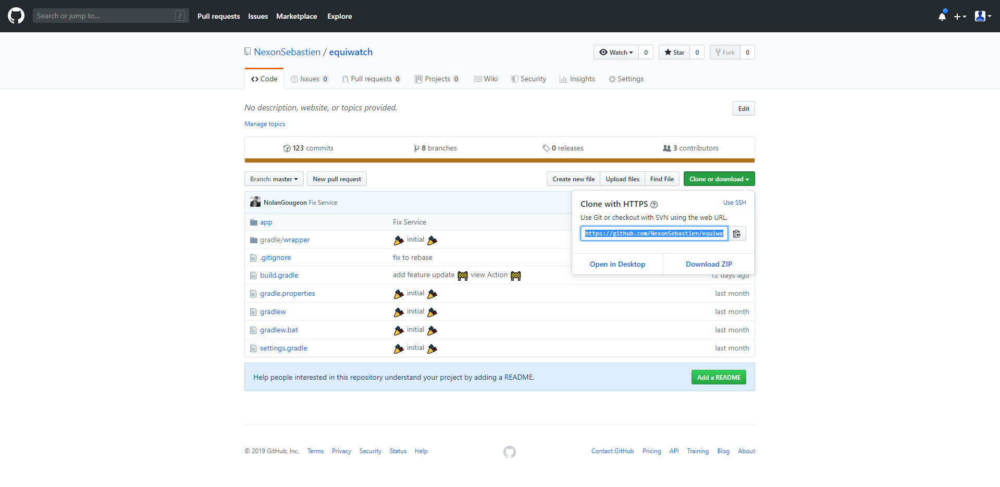 Search or jump to...
/
Pull requests
Issues
Marketplace
Explore
NexonSebastien / equiwatch
Watch
0
Star
0
Fork
0
Code
Issues 0
Pull requests 0
Projects 0
Wiki
Security
Insights
Settings
No description, website, or topics provided.
Edit
Manage topics
123 commits
8 branches
0 releases
3 contributors
Branch: master
New pull request
Create new file
Upload files
Find File
Clone or download
NolanGougeon Fix Service
Clone with HTTPS ?
Use SSH
Use Git or checkout with SVN using the web URL.
https://github.com/NexonSebastien/equiwa
Open in Desktop
Download ZIP
app
Fix Service
gradle/wrapper
initial
.gitignore
fix to rebase
build.gradle
add feature update view Action
12 days ago
gradle.properties
initial
last month
gradlew
initial
last month
gradlew.bat
initial
last month
settings.gradle
initial
last month
Help people interested in this repository understand your project by adding a README.
Add a README
© 2019 GitHub, Inc.
Terms
Privacy
Security
Status
Help
Contact GitHub
Pricing
API
Training
Blog
About